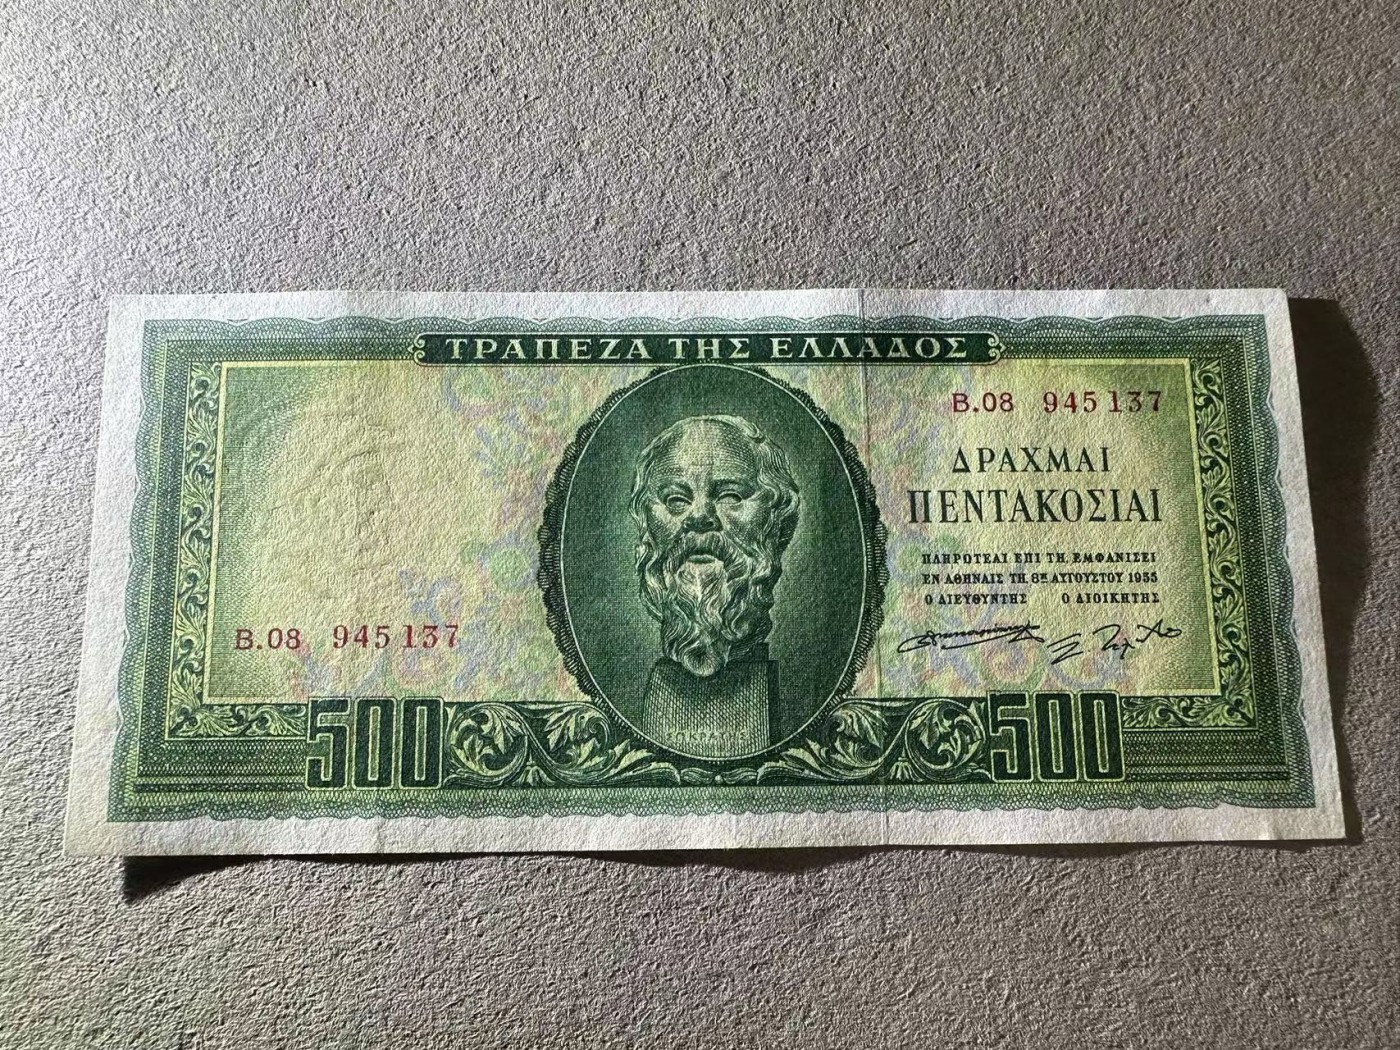 ΤΡΑΠΕΖΑ ΤΗΣ ΕΛΛΑΔΟΣ
B.08 945137
ΔΡΑΧΜΑΙ
ΠΕΝΤΑΚΟΣΙΑΙ
ΠΛΗΡΩΤΕΑΙ ΕΠΙ ΤΗ, ΕΜΦΑΝΙΣΕΙ
ΕΝ ΑΘΗΝΑΙΣ ΤΗ, 8Η ΑΥΓΟΥΣΤΟΥ 1955
Ο ΔΙΕΥΘΥΝΤΗΣ Ο ΔΙΟΙΚΗΤΗΣ
B.08 945137
500
ΣΩΚΡΑΤΗΣ
500